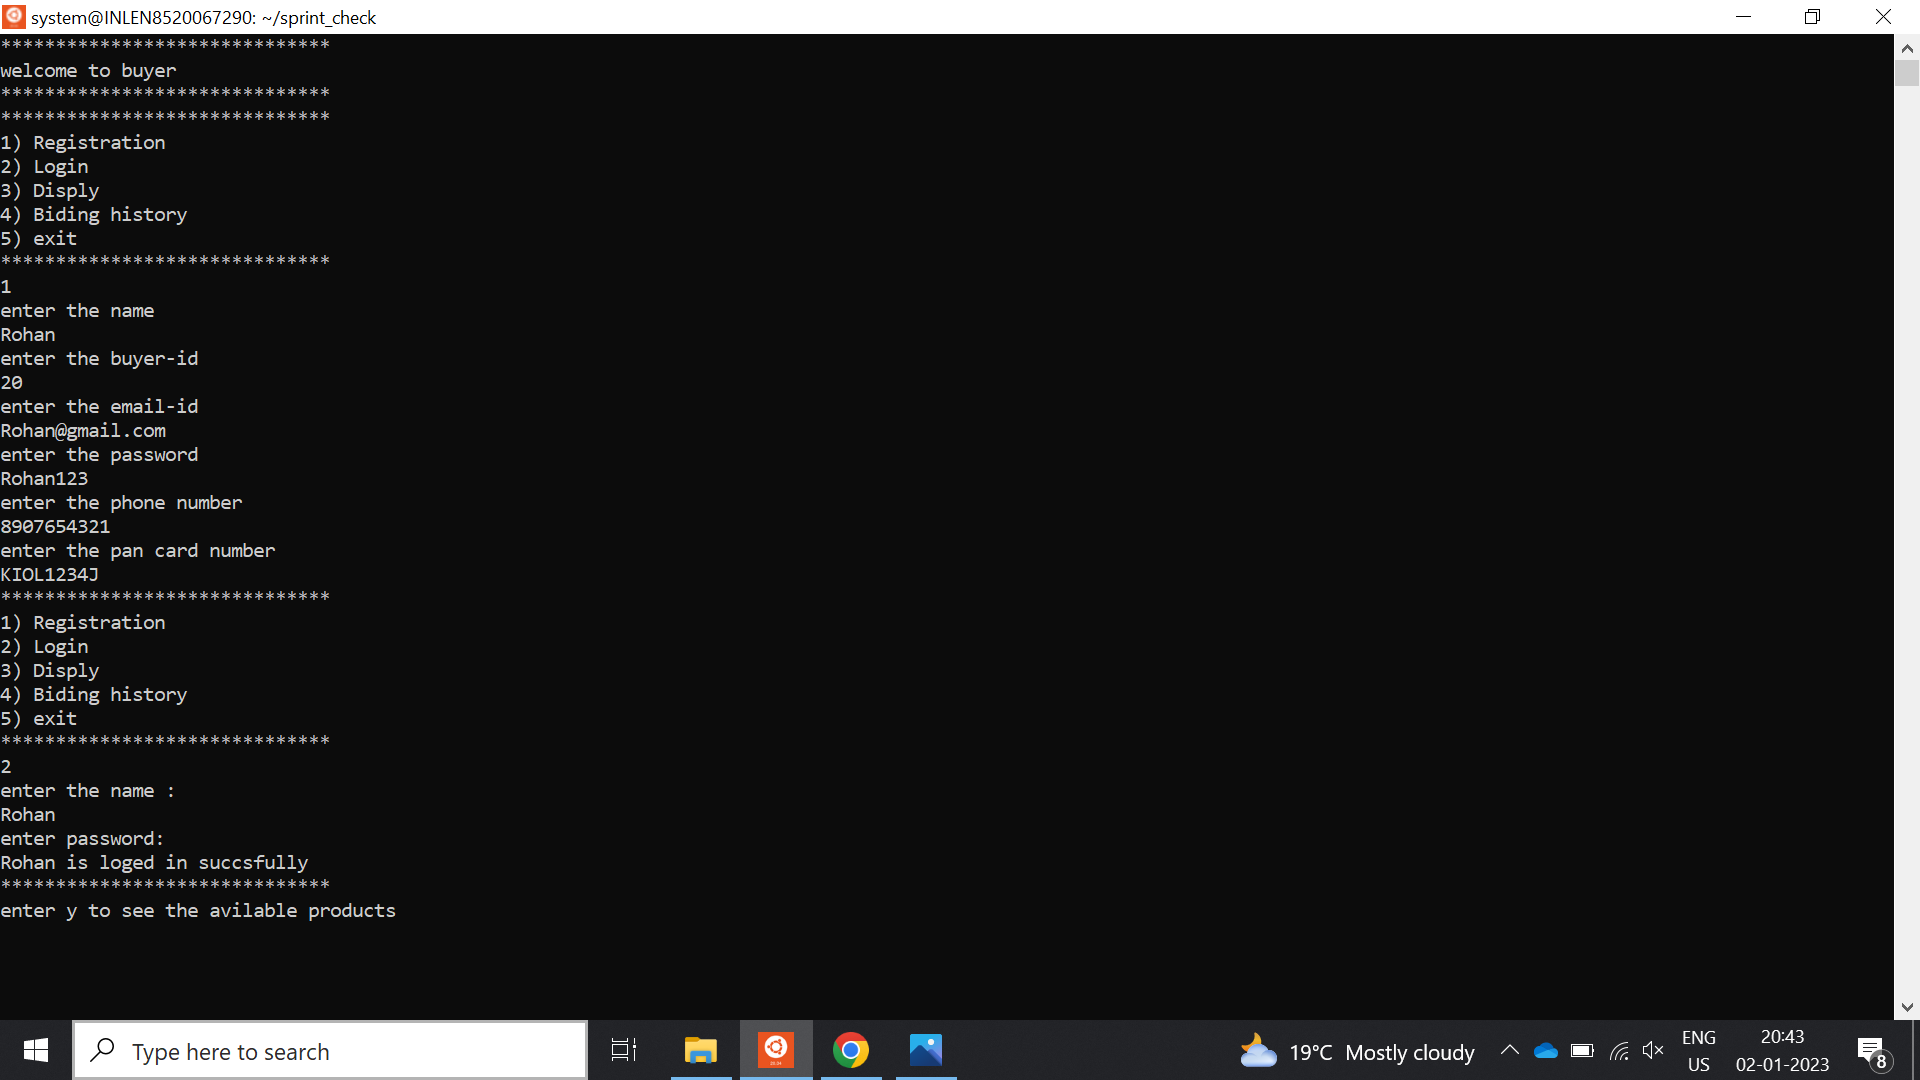 system@INLEN8520067290: ~/sprint_check
******************************
welcome to buyer
******************************
******************************
1) Registration
2) Login
3) Disply
4) Biding history
5) exit
******************************
1
enter the name
Rohan
enter the buyer-id
20
enter the email-id
Rohan@gmail.com
enter the password
Rohan123
enter the phone number
8907654321
enter the pan card number
KIOL1234J
******************************
1) Registration
2) Login
3) Disply
4) Biding history
5) exit
******************************
2
enter the name :
Rohan
enter password:
Rohan is loged in succsfully
******************************
enter y to see the avilable products
Type here to search
19°C Mostly cloudy
ENG
US
20:43
02-01-2023
8